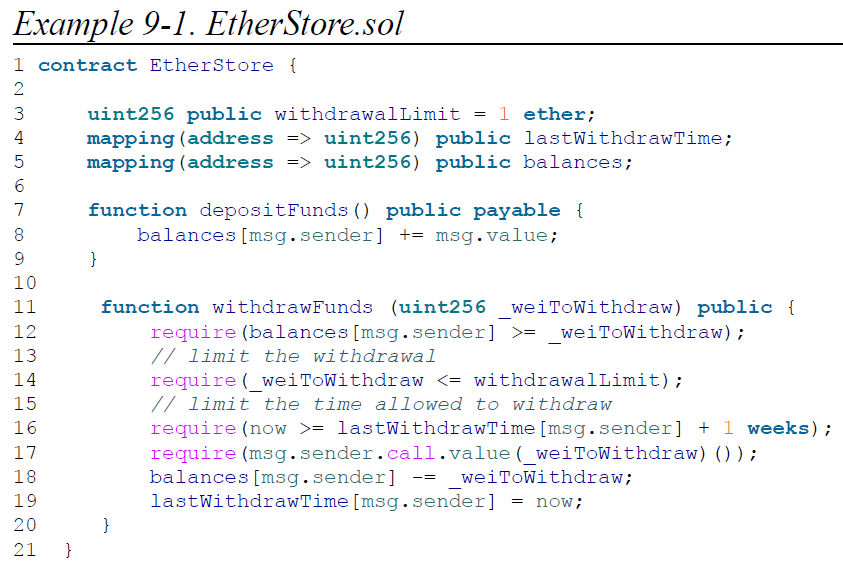 Example 9-1. EtherStore.sol
1 contract EtherStore {
2
3     uint256 public withdrawalLimit = 1 ether;
4     mapping(address => uint256) public lastWithdrawTime;
5     mapping(address => uint256) public balances;
6
7     function depositFunds() public payable {
8         balances[msg.sender] += msg.value;
9     }
10
11     function withdrawFunds (uint256 _weiToWithdraw) public {
12         require(balances[msg.sender] >= _weiToWithdraw);
13         // limit the withdrawal
14         require(_weiToWithdraw <= withdrawalLimit);
15         // limit the time allowed to withdraw
16         require(now >= lastWithdrawTime[msg.sender] + 1 weeks);
17         require(msg.sender.call.value(_weiToWithdraw)());
18         balances[msg.sender] -= _weiToWithdraw;
19         lastWithdrawTime[msg.sender] = now;
20     }
21  }